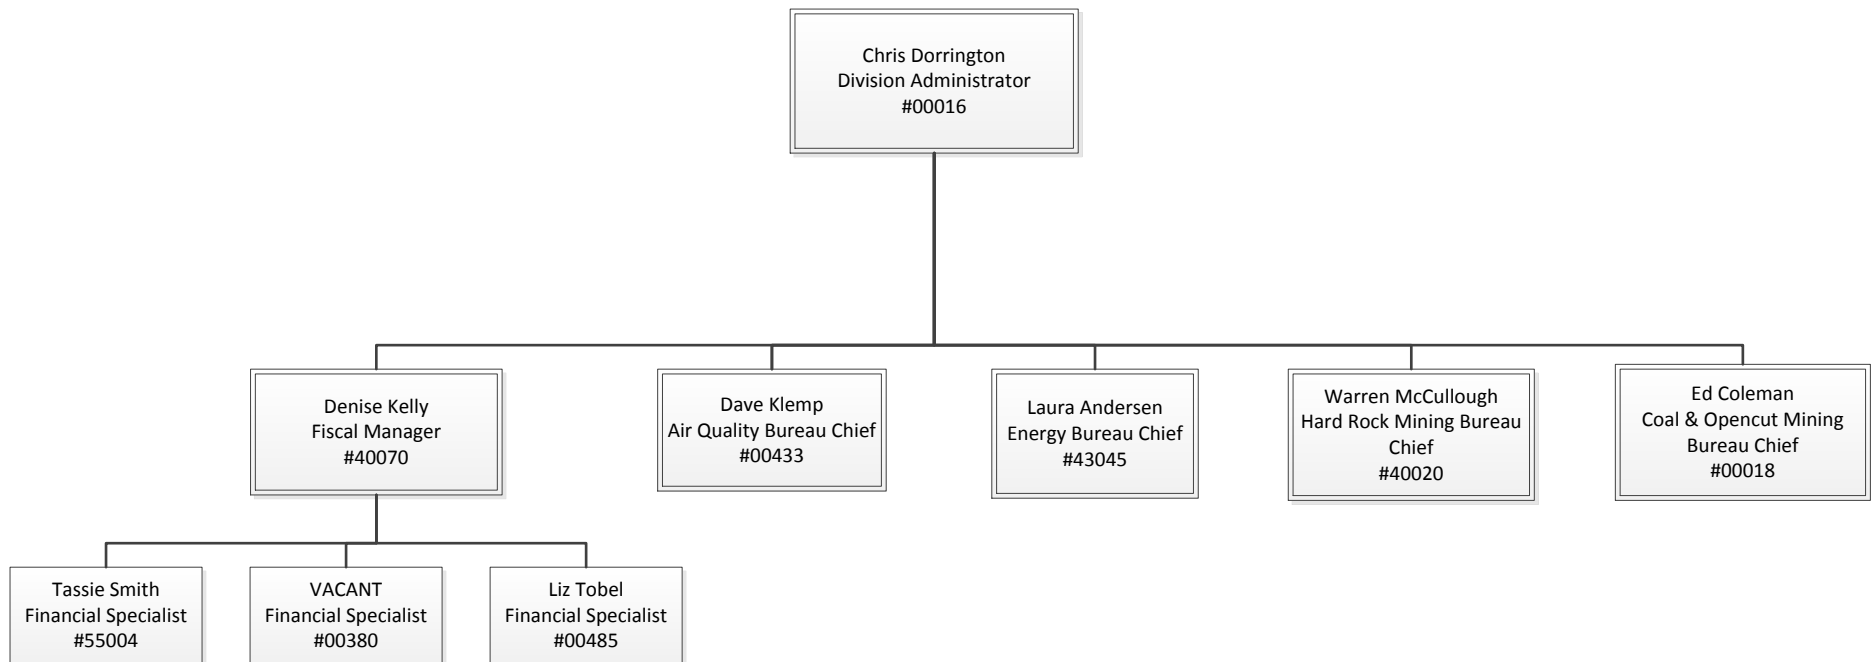 Chris Dorrington
Division Administrator
#00016
Denise Kelly
Fiscal Manager
#40070
Dave Klemp
Air Quality Bureau Chief
#00433
Laura Andersen
Energy Bureau Chief
#43045
Warren McCullough
Hard Rock Mining Bureau
Chief
#40020
Ed Coleman
Coal & Opencut Mining
Bureau Chief
#00018
Tassie Smith
Financial Specialist
#55004
VACANT
Financial Specialist
#00380
Liz Tobel
Financial Specialist
#00485